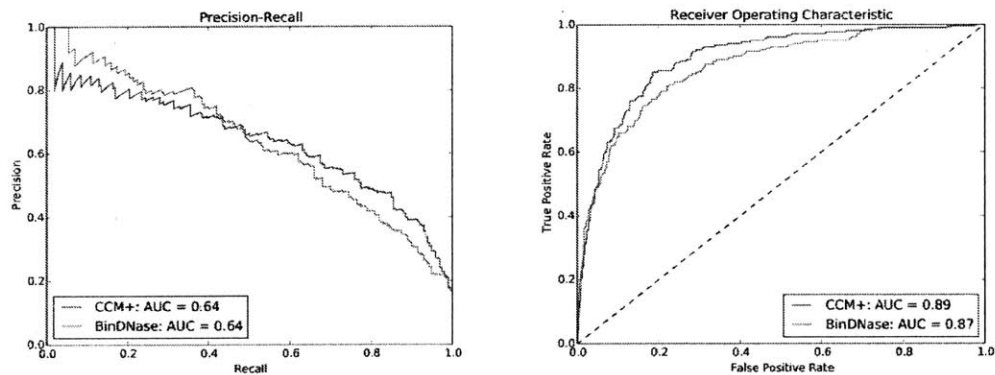 Precision-Recall
1.0
0.8
0.6
0.4
0.2
0.0
Precision
0.0 0.2 0.4 0.6 0.8 1.0
Recall
CCM+: AUC = 0.64
BinDNase: AUC = 0.64
Receiver Operating Characteristic
1.0
0.8
0.6
0.4
0.2
0.0
True Positive Rate
0.0 0.2 0.4 0.6 0.8 1.0
False Positive Rate
CCM+: AUC = 0.89
BinDNase: AUC = 0.87